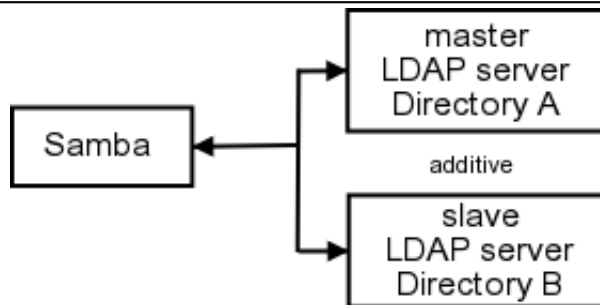 master
LDAP server
Directory A
Samba
additive
slave
LDAP server
Directory B